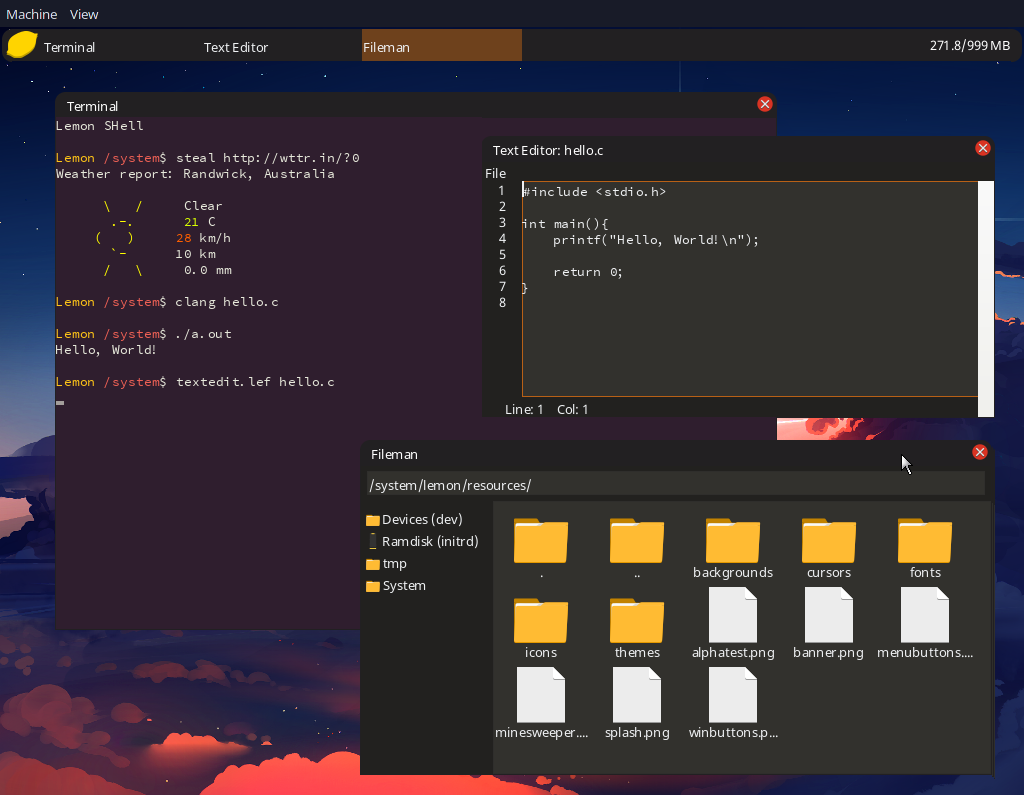 Machine View
Terminal Text Editor Fileman 271.8/999 MB
Terminal
Lemon SHell
Lemon /system$ steal http://wttr.in/?0
Weather report: Randwick, Australia
\ / Clear
.-. 21 C
( ) 28 km/h
`- 10 km
/ \ 0.0 mm
Lemon /system$ clang hello.c
Lemon /system$ ./a.out
Hello, World!
Lemon /system$ textedit.lef hello.c
Text Editor: hello.c
File
1 #include <stdio.h>
2
3 int main(){
4 printf("Hello, World!\n");
5
6 return 0;
7 }
8
Line: 1 Col: 1
Fileman
/system/lemon/resources/
Devices (dev)
Ramdisk (initrd)
tmp
System
. .. backgrounds cursors fonts
icons themes alphatest.png banner.png menubuttons....
minesweeper.... splash.png winbuttons.p...